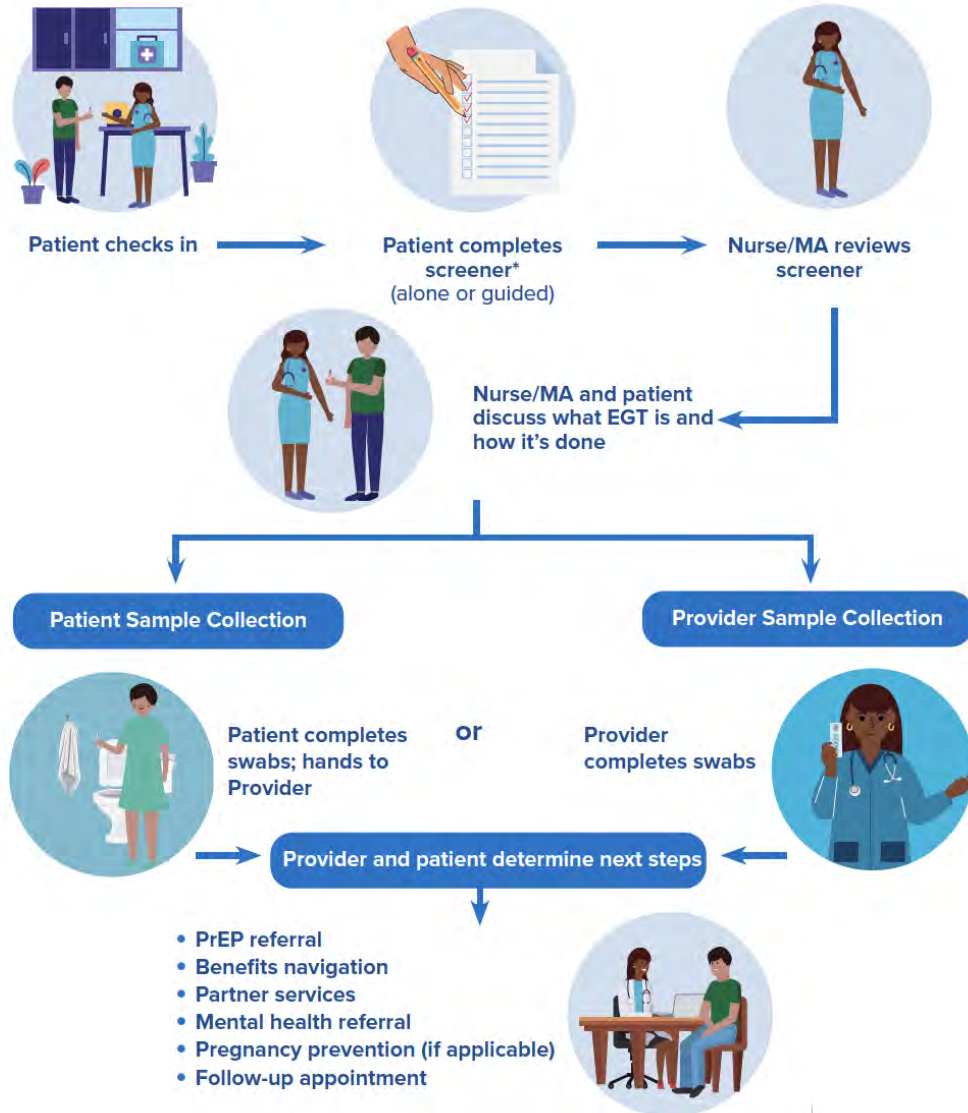 Patient checks in
Patient completes
screener*
(alone or guided)
Nurse/MA reviews
screener
Nurse/MA and patient
discuss what EGT is and
how it's done
Patient Sample Collection
Provider Sample Collection
Patient completes
swabs; hands to
Provider
or
Provider
completes swabs
Provider and patient determine next steps
• PrEP referral
• Benefits navigation
• Partner services
• Mental health referral
• Pregnancy prevention (if applicable)
• Follow-up appointment